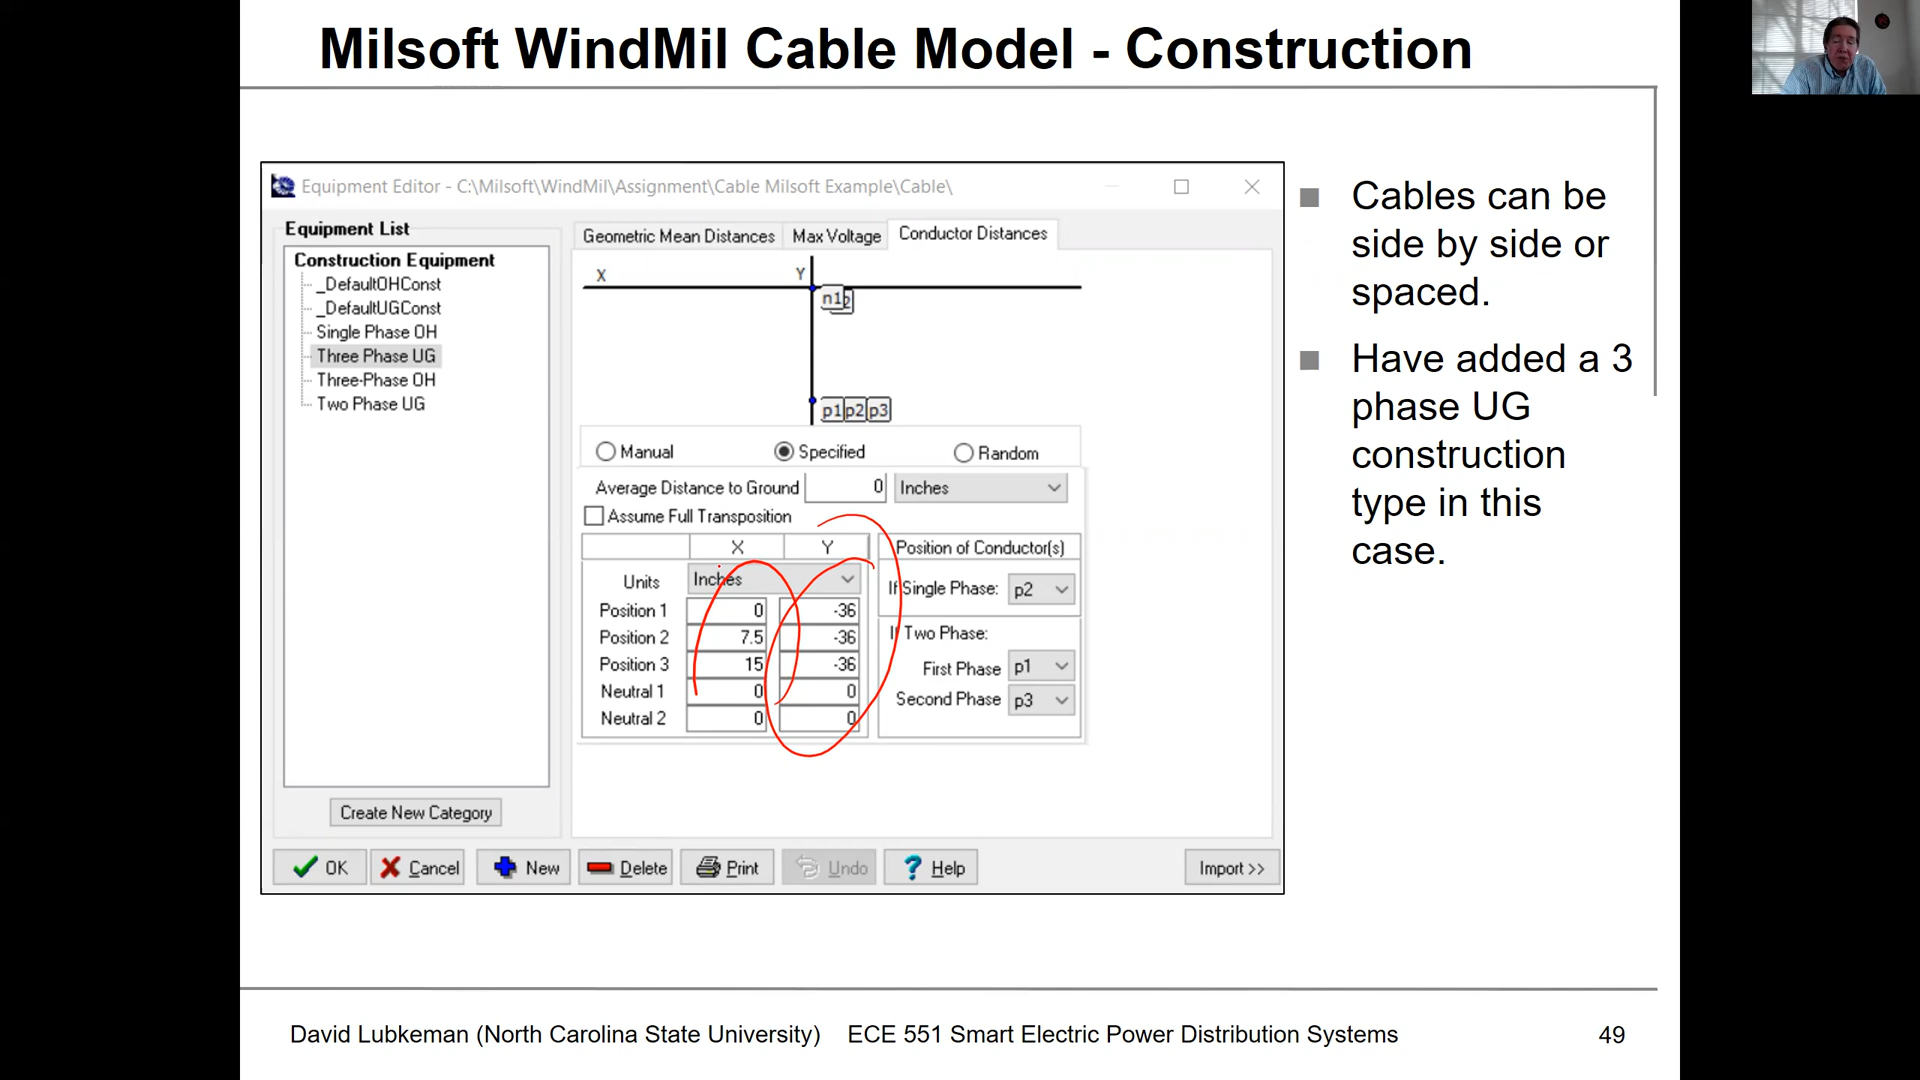 Milsoft WindMil Cable Model - Construction
Equipment Editor - C:\Milsoft\WindMil\Assignment\Cable Milsoft Example\Cable\
Equipment List
Construction Equipment
_DefaultOHConst
_DefaultUGConst
Single Phase OH
Three Phase UG
Three-Phase OH
Two Phase UG
Create New Category
Geometric Mean Distances Max Voltage Conductor Distances
X Y
n1 2
p1 p2 p3
Manual Specified Random
Average Distance to Ground 0 Inches
Assume Full Transposition
X Y
Units Inches
Position 1 0 -36
Position 2 7.5 -36
Position 3 15 -36
Neutral 1 0 0
Neutral 2 0 0
Position of Conductor(s)
If Single Phase: p2
If Two Phase:
First Phase p1
Second Phase p3
OK Cancel New Delete Print Undo Help Import >>
Cables can be
side by side or
spaced.
Have added a 3
phase UG
construction
type in this
case.
David Lubkeman (North Carolina State University) ECE 551 Smart Electric Power Distribution Systems 49